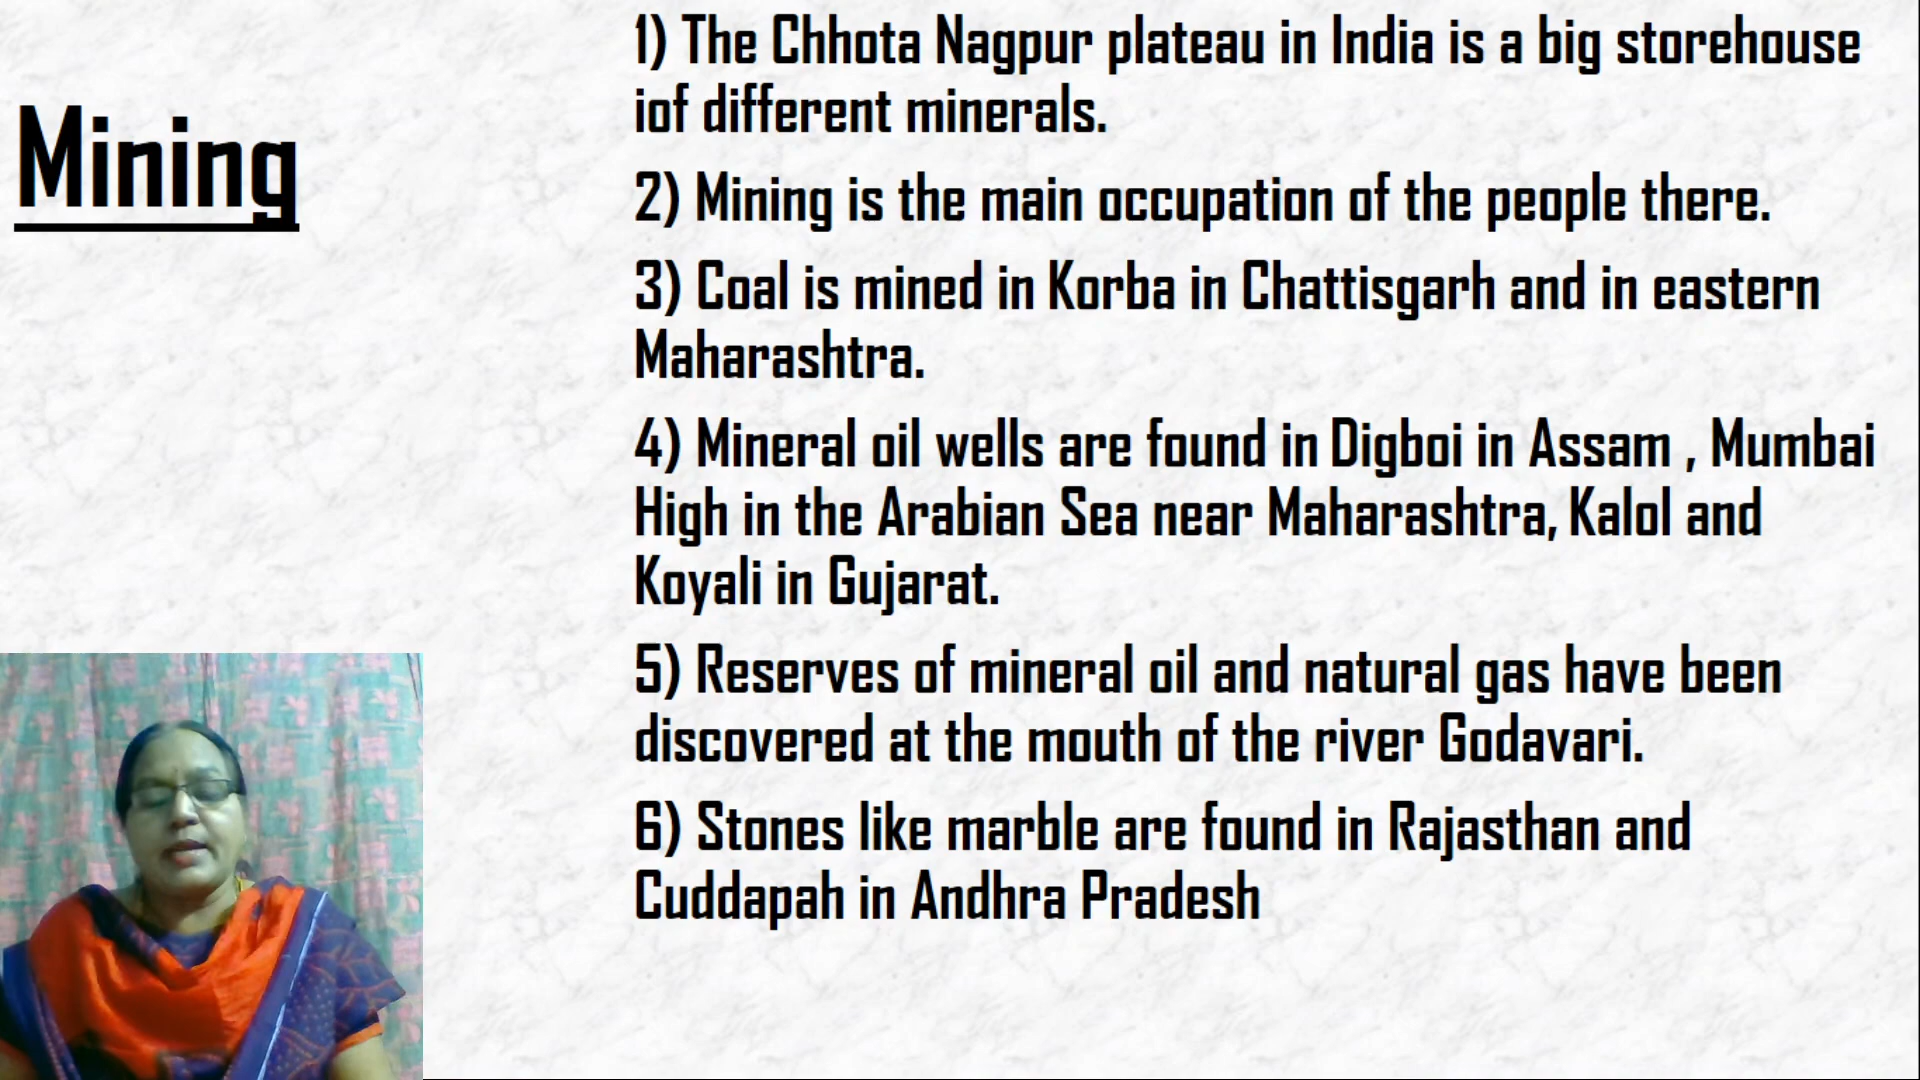 Mining
1) The Chhota Nagpur plateau in India is a big storehouse
iof different minerals.
2) Mining is the main occupation of the people there.
3) Coal is mined in Korba in Chattisgarh and in eastern
Maharashtra.
4) Mineral oil wells are found in Digboi in Assam , Mumbai
High in the Arabian Sea near Maharashtra, Kalol and
Koyali in Gujarat.
5) Reserves of mineral oil and natural gas have been
discovered at the mouth of the river Godavari.
6) Stones like marble are found in Rajasthan and
Cuddapah in Andhra Pradesh